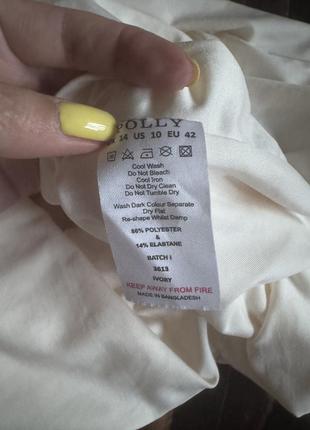 POLLY
14 US 10 EU 42
Cool Wash
Do Not Bleach
Cool Iron
Do Not Dry Clean
Do Not Tumble Dry
Wash Dark Colour Separate
Dry Flat
Re-shape Whilst Damp
86% POLYESTER
&
14% ELASTANE
BATCH I
3613
IVORY
KEEP AWAY FROM FIRE
MADE IN BANGLADESH